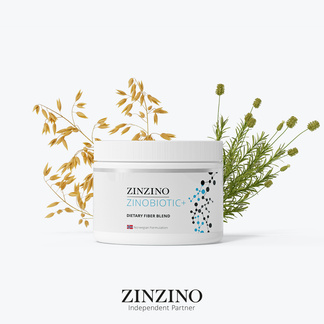 ZINZINO
ZINOBIOTIC+
DIETARY FIBER BLEND
ZINZINO
Independent Partner